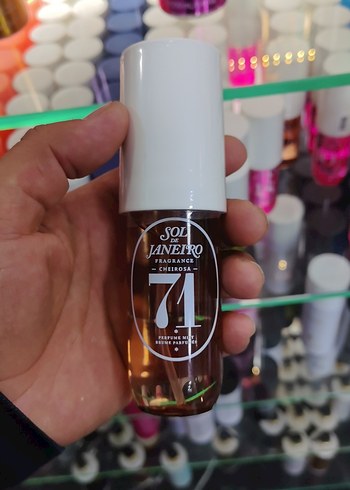 SOL
DE
JANEIRO
FRAGRANCE
CHEIROSA
71
PERFUME MIST
BRUME PARFUMÉE